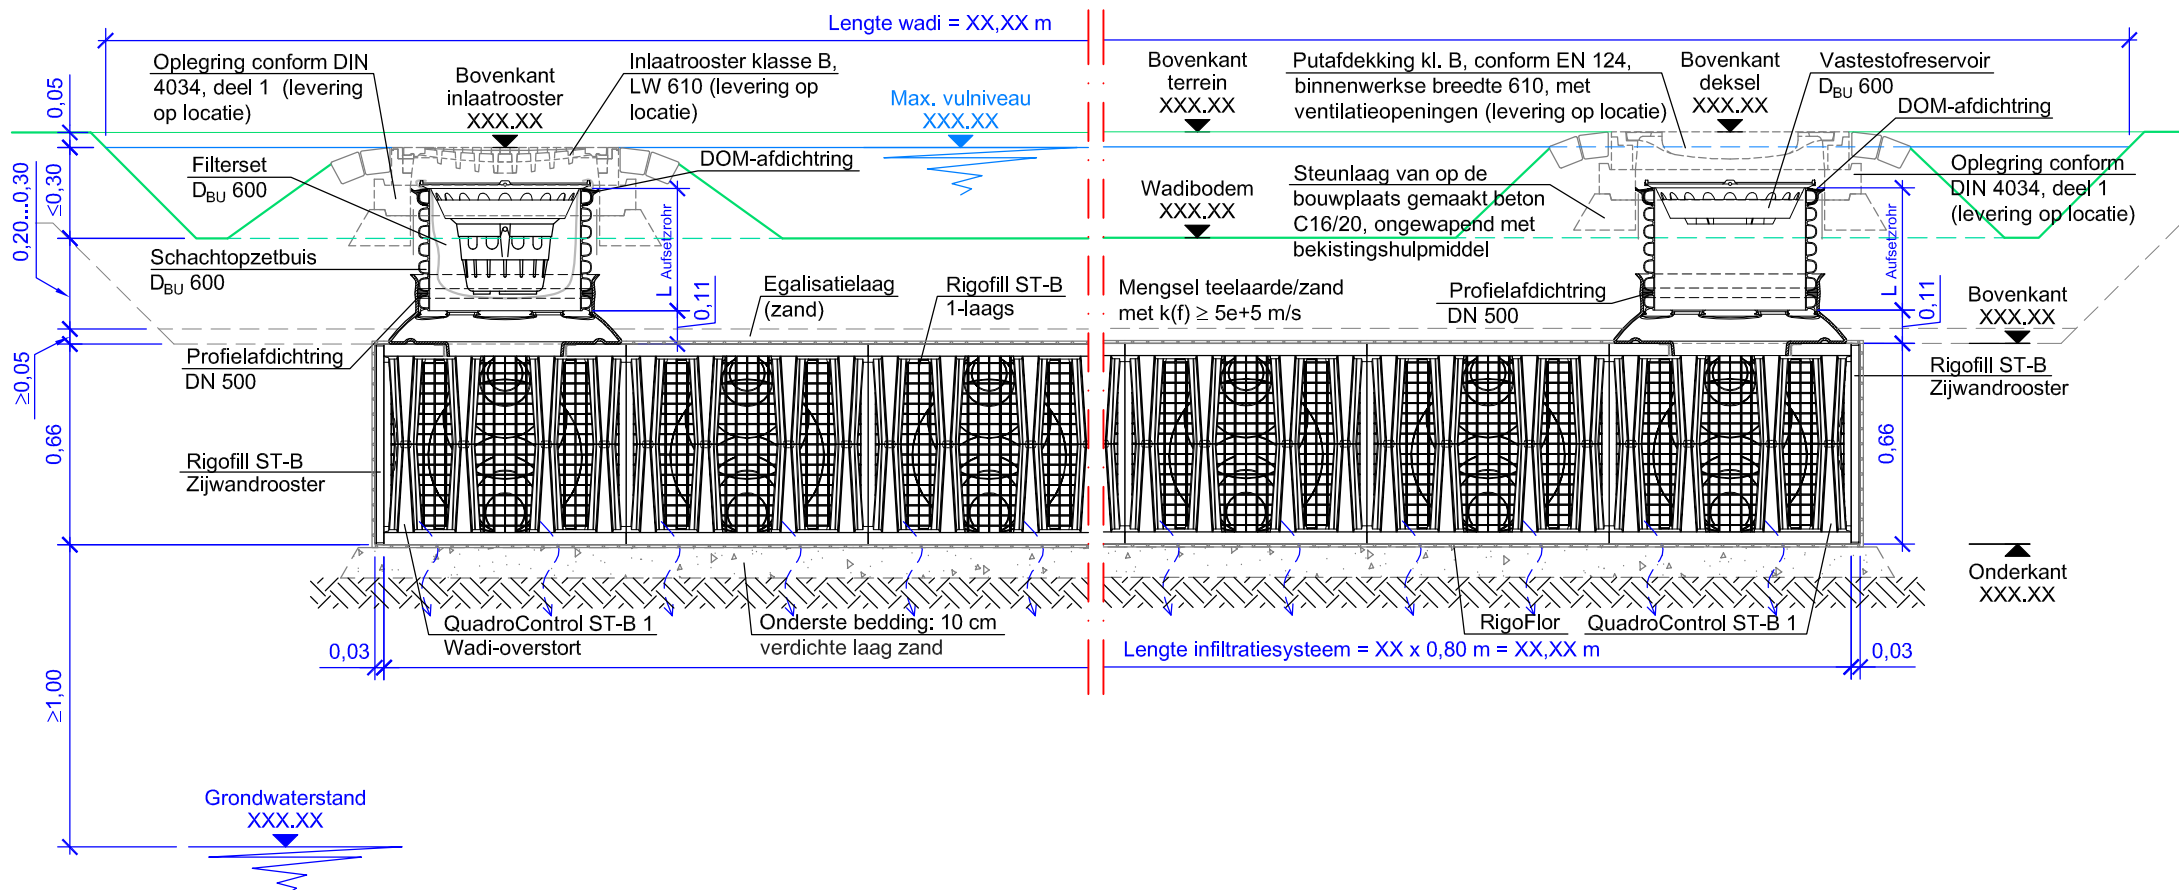 Lengte wadi = XX,XX m
Oplegring conform DIN
4034, deel 1 (levering
op locatie)
Bovenkant
inlaatrooster
XXX.XX
Inlaatrooster klasse B,
LW 610 (levering op
locatie)
Max. vulniveau
XXX.XX
Bovenkant
terrein
XXX.XX
Putafdekking kl. B, conform EN 124,
binnenwerkse breedte 610, met
ventilatieopeningen (levering op locatie)
Bovenkant
deksel
XXX.XX
Vastestofreservoir
DBU 600
DOM-afdichtring
0,05
≤0,30
0,20...0,30
≥0,05
0,66
≥1,00
Filterset
DBU 600
DOM-afdichtring
Wadibodem
XXX.XX
Steunlaag van op de
bouwplaats gemaakt beton
C16/20, ongewapend met
bekistingshulpmiddel
Oplegring conform
DIN 4034, deel 1
(levering op locatie)
Schachtopzetbuis
DBU 600
L Aufsetzrohr
0,11
Egalisatielaag
(zand)
Rigofill ST-B
1-laags
Mengsel teelaarde/zand
met k(f) ≥ 5e+5 m/s
Profielafdichtring
DN 500
L Aufsetzrohr
0,11
Bovenkant
XXX.XX
Profielafdichtring
DN 500
Rigofill ST-B
Zijwandrooster
Rigofill ST-B
Zijwandrooster
0,66
Onderkant
XXX.XX
QuadroControl ST-B 1
Wadi-overstort
Onderste bedding: 10 cm
verdichte laag zand
RigoFlor
QuadroControl ST-B 1
0,03
Lengte infiltratiesysteem = XX x 0,80 m = XX,XX m
0,03
Grondwaterstand
XXX.XX